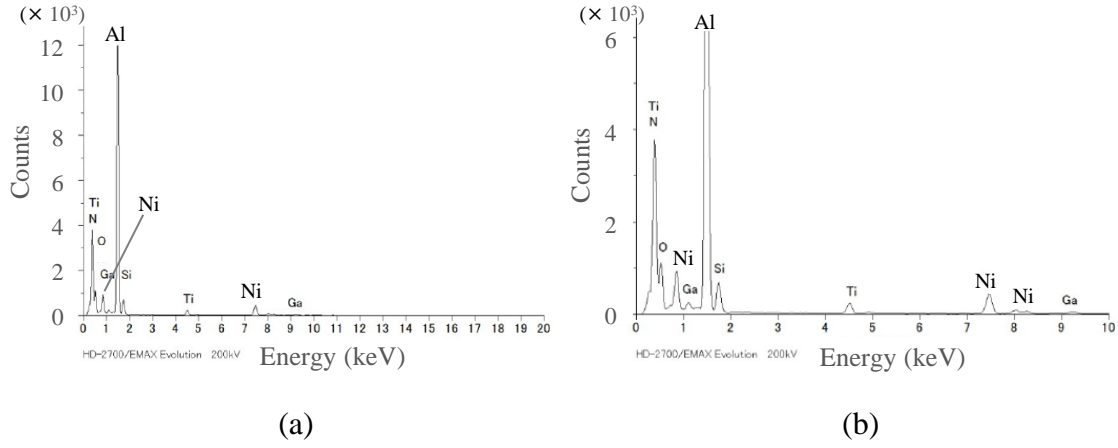 (× 10³)
Al
12
10
8
6
4
2
0
Counts
Ti
N
O
Ni
Ga
Si
Ti
Ni
Ga
0 1 2 3 4 5 6 7 8 9 10 11 12 13 14 15 16 17 18 19 20
HD-2700/EMAX Evolution 200kV
Energy (keV)
(a)
(× 10³)
Al
6
4
2
0
Counts
Ti
N
O
Ni
Ga
Si
Ti
Ni
Ni
Ga
0 1 2 3 4 5 6 7 8 9 10
HD-2700/EMAX Evolution 200kV
Energy (keV)
(b)